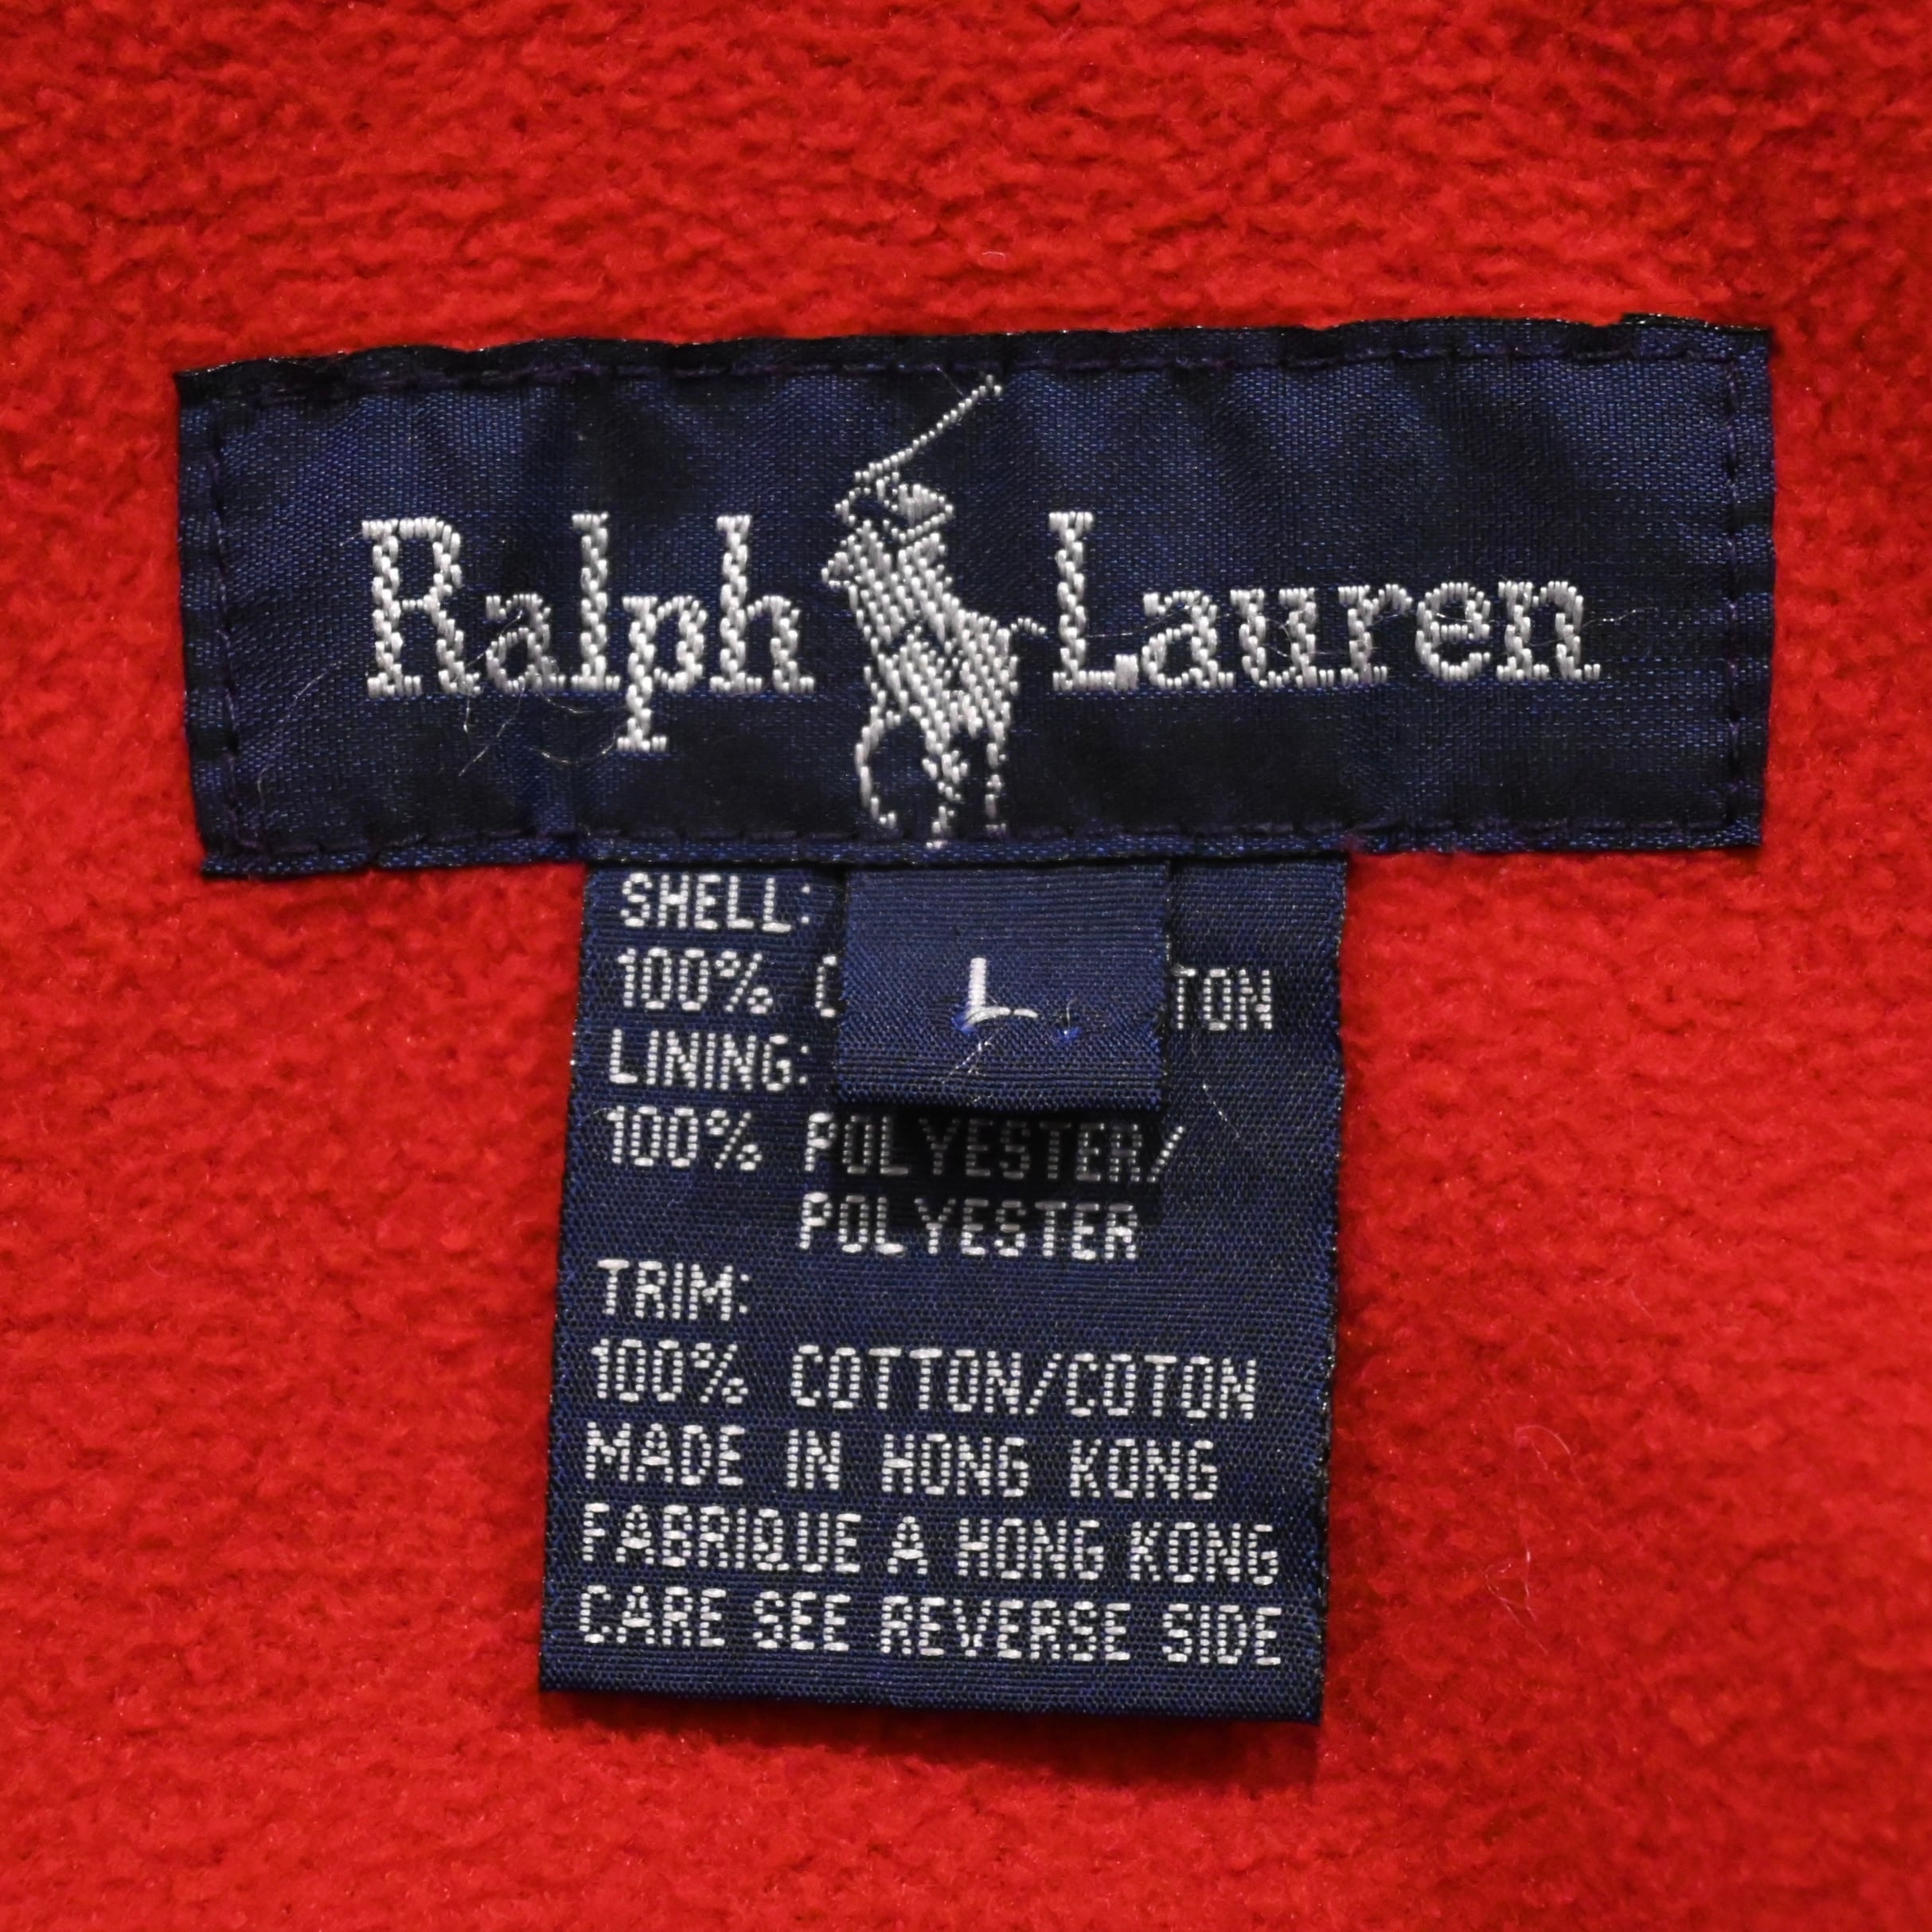 Ralph Lauren
SHELL:
L
100%
LINING:
100% POLYESTER/
POLYESTER
TRIM:
100% COTTON/COTON
MADE IN HONG KONG
FABRIQUE A HONG KONG
CARE SEE REVERSE SIDE